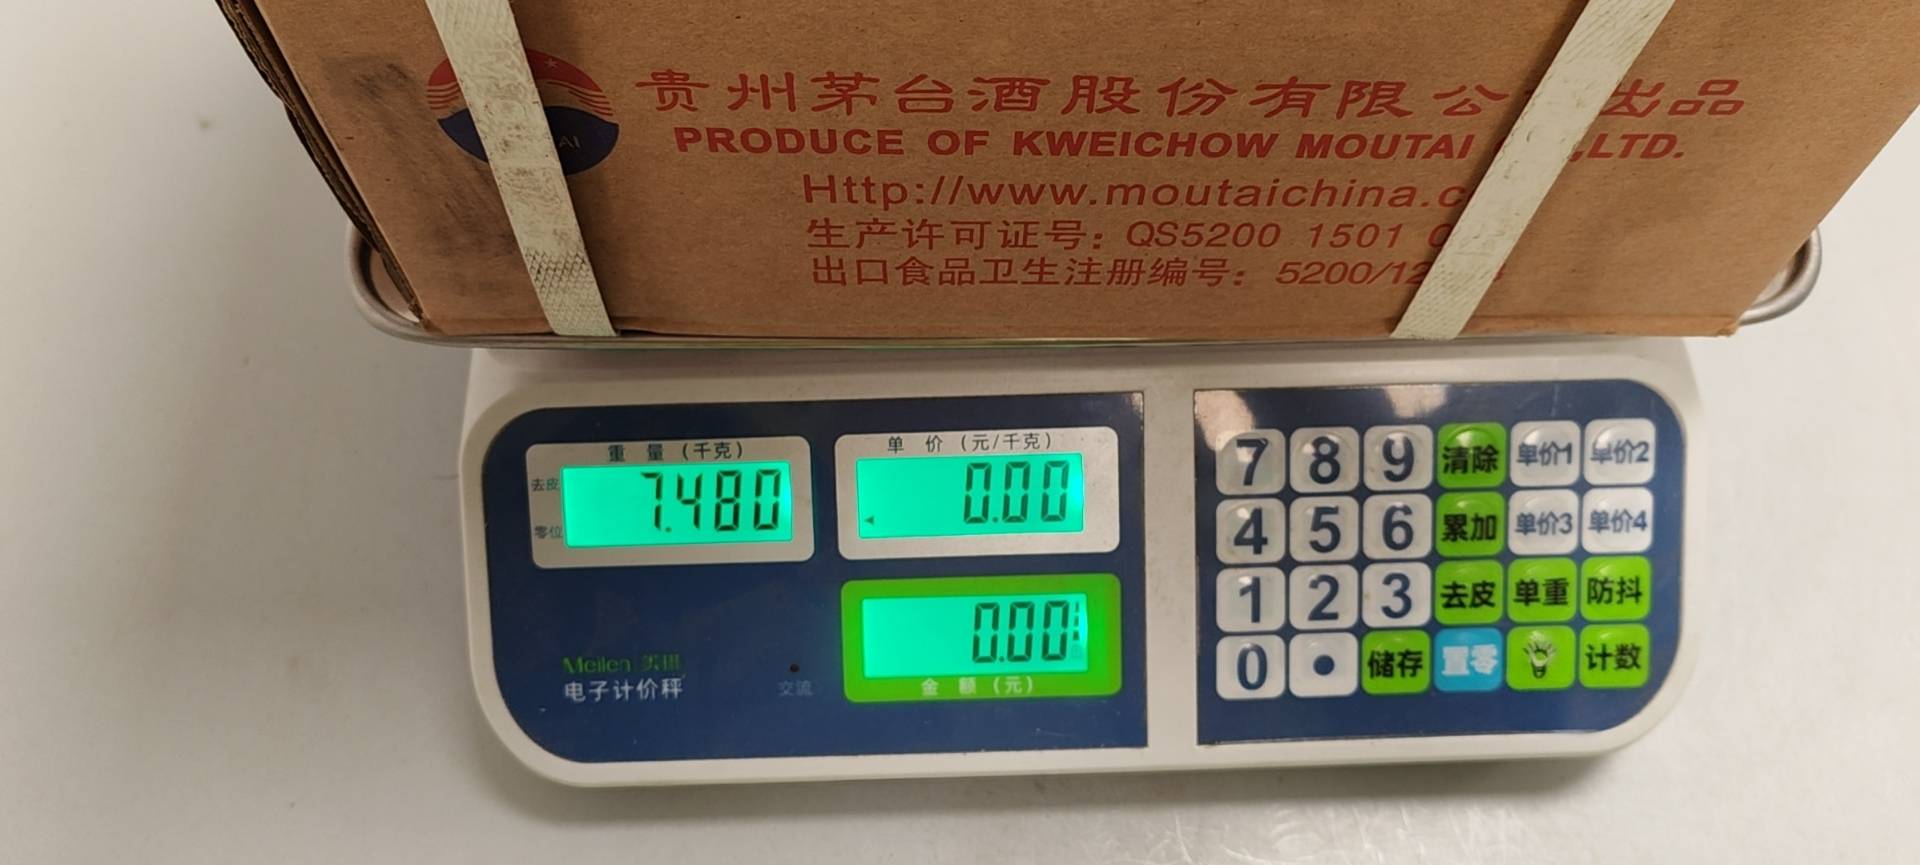 贵州茅台酒股份有限公 出品
PRODUCE OF KWEICHOW MOUTAI ,LTD.
Http://www.moutaichina.c
生产许可证号：QS5200 1501
出口食品卫生注册编号：5200/12
重 量 (千克)
去皮
7.480
零位
单 价 (元/千克)
0.00
0.00
金 额 (元)
Meilen
电子计价秤
交流
7 8 9 清除 单价1 单价2
4 5 6 累加 单价3 单价4
1 2 3 去皮 单重 防抖
0 . 储存 置零 计数